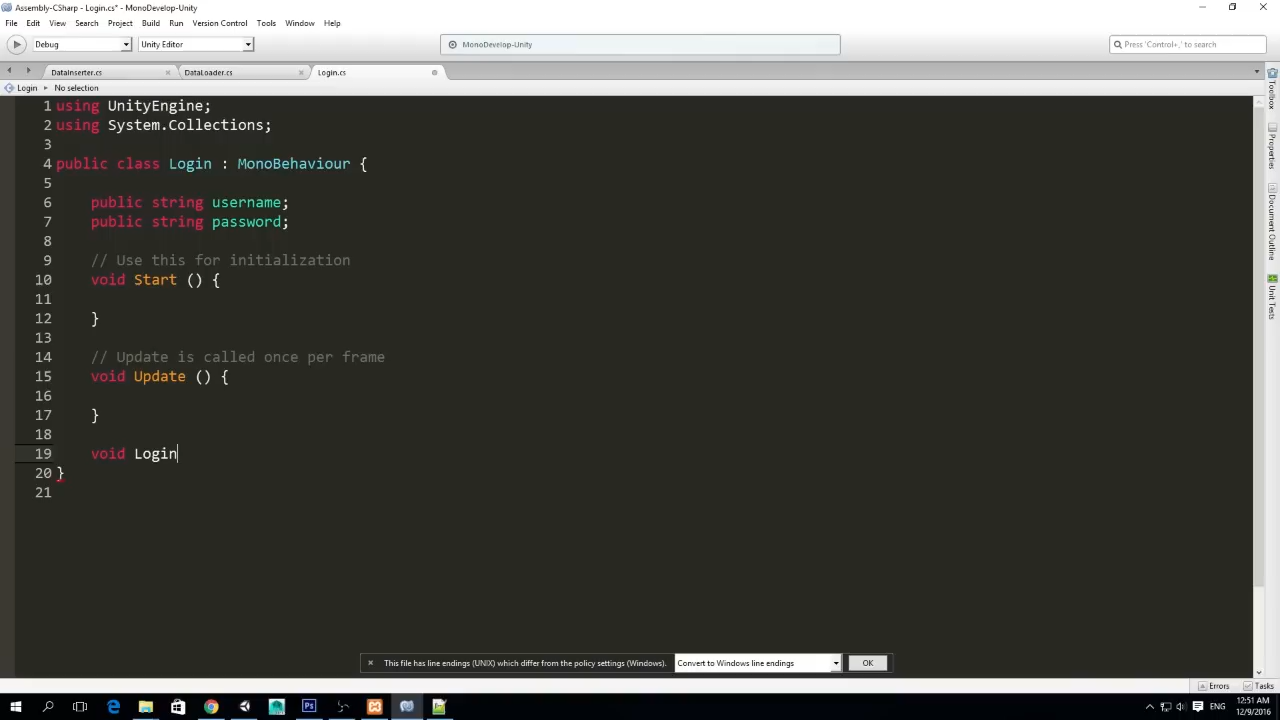 Assembly-CSharp - Login.cs* - MonoDevelop-Unity
File Edit View Search Project Build Run Version Control Tools Window Help
Debug Unity Editor MonoDevelop-Unity Press 'Control+,' to search
DataInserter.cs DataLoader.cs Login.cs
Login No selection
1 using UnityEngine;
2 using System.Collections;
3
4 public class Login : MonoBehaviour {
5
6 public string username;
7 public string password;
8
9 // Use this for initialization
10 void Start () {
11
12 }
13
14 // Update is called once per frame
15 void Update () {
16
17 }
18
19 void Login
20 }
21
Toolbox
Properties
Document Outline
Unit Tests
This file has line endings (UNIX) which differ from the policy settings (Windows). Convert to Windows line endings OK
Errors Tasks
ENG 12:51 AM
12/9/2016